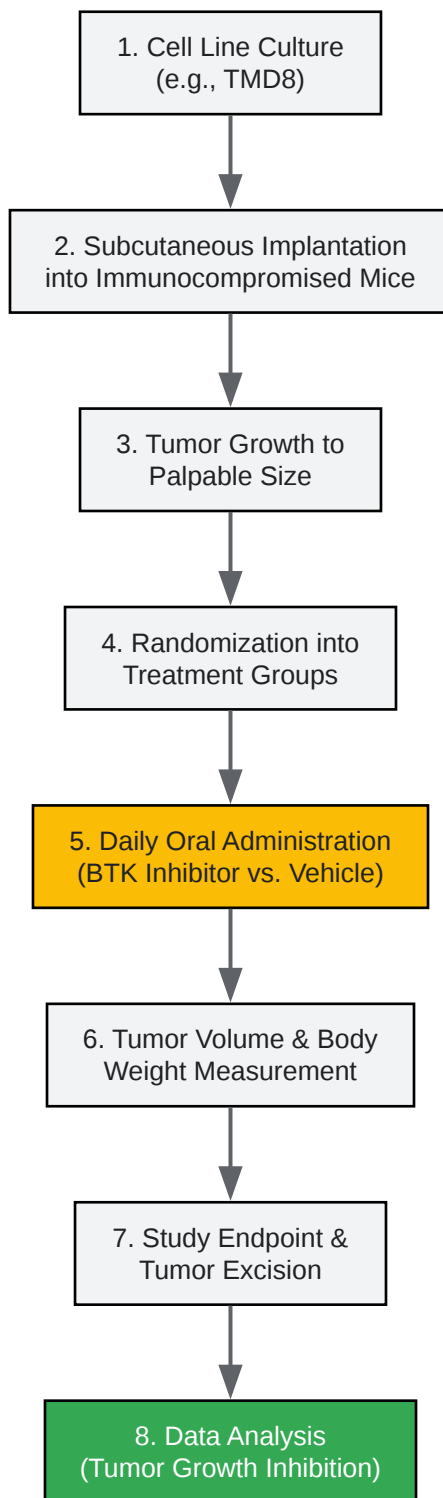 1. Cell Line Culture
(e.g., TMD8)
2. Subcutaneous Implantation
into Immunocompromised Mice
3. Tumor Growth to
Palpable Size
4. Randomization into
Treatment Groups
5. Daily Oral Administration
(BTK Inhibitor vs. Vehicle)
6. Tumor Volume & Body
Weight Measurement
7. Study Endpoint &
Tumor Excision
8. Data Analysis
(Tumor Growth Inhibition)